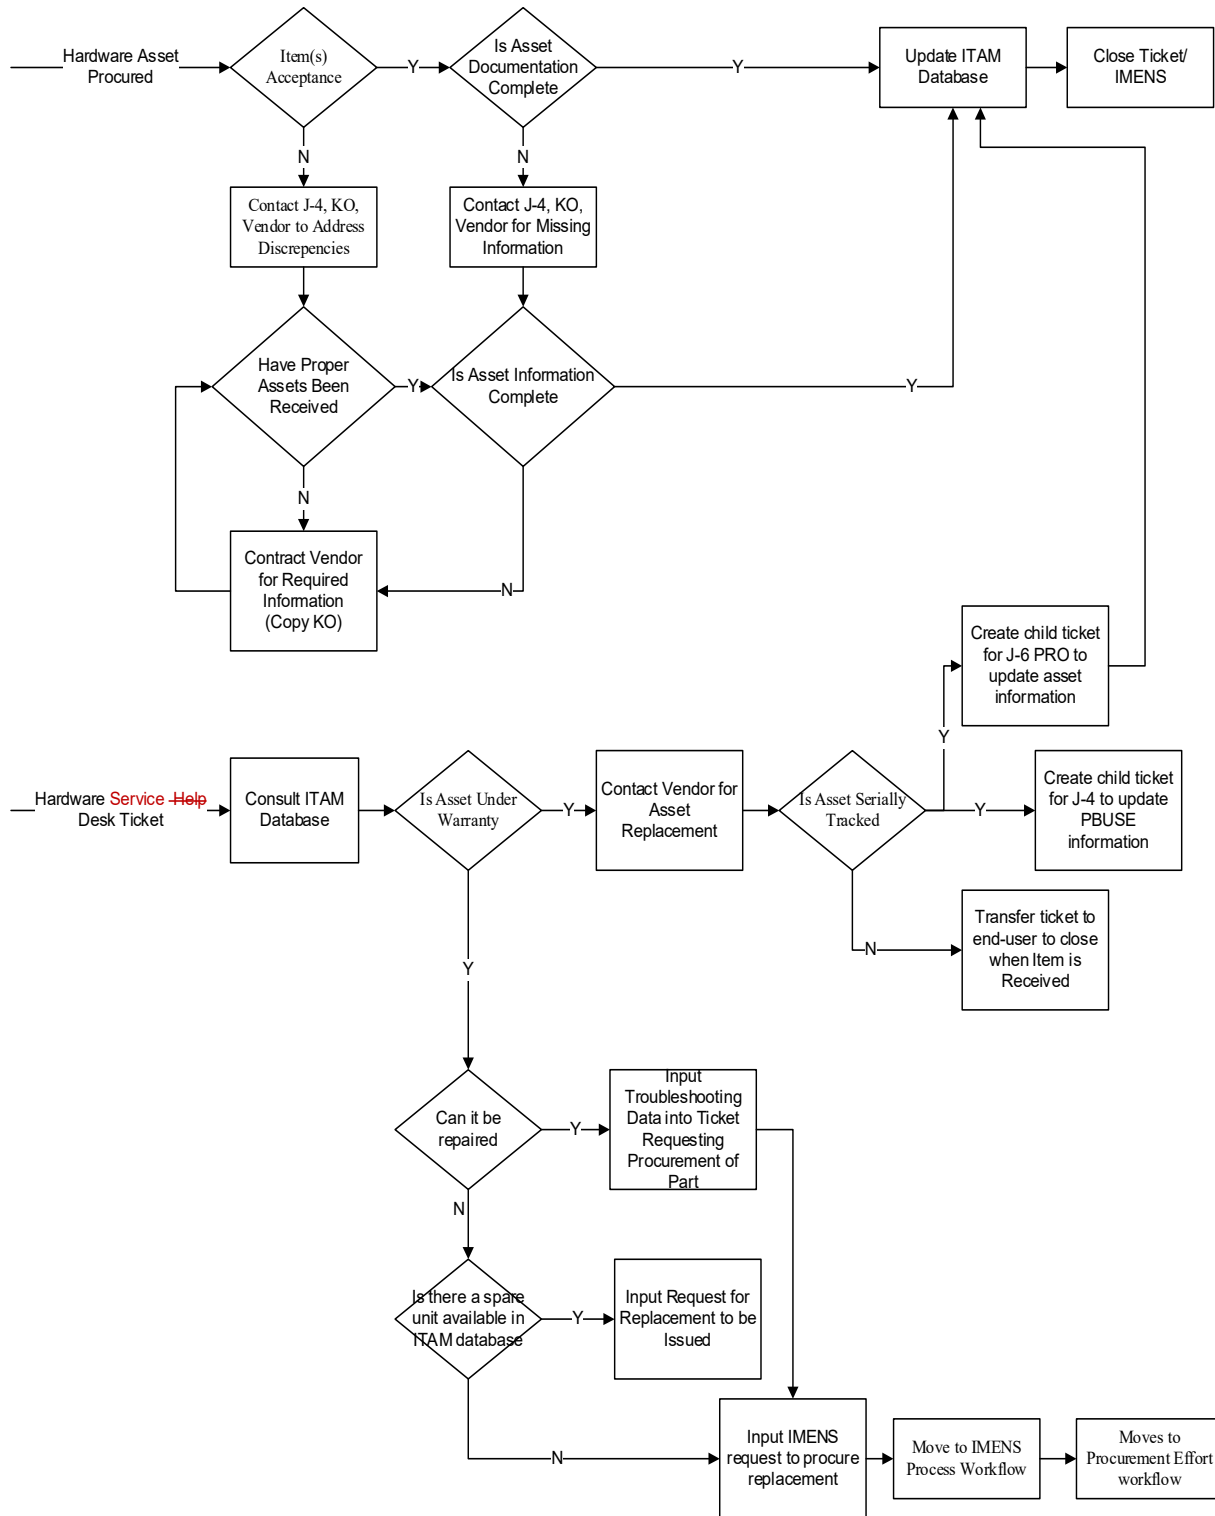 Hardware Asset
Procured
Item(s)
Acceptance
Y
Is Asset
Documentation
Complete
Y
Update ITAM
Database
Close Ticket/
IMENS
N
N
Contact J-4, KO,
Vendor to Address
Discrepencies
Contact J-4, KO,
Vendor for Missing
Information
Have Proper
Assets Been
Received
Y
Is Asset Information
Complete
Y
N
Contract Vendor
for Required
Information
(Copy KO)
N
Create child ticket
for J-6 PRO to
update asset
information
Y
Hardware Service Help
Desk Ticket
Consult ITAM
Database
Is Asset Under
Warranty
Y
Contact Vendor for
Asset
Replacement
Is Asset Serially
Tracked
Y
Create child ticket
for J-4 to update
PBUSE
information
N
Transfer ticket to
end-user to close
when Item is
Received
Y
Can it be
repaired
Y
Input
Troubleshooting
Data into Ticket
Requesting
Procurement of
Part
N
Is there a spare
unit available in
ITAM database
Y
Input Request for
Replacement to be
Issued
N
Input IMENS
request to procure
replacement
Move to IMENS
Process Workflow
Moves to
Procurement Effort
workflow